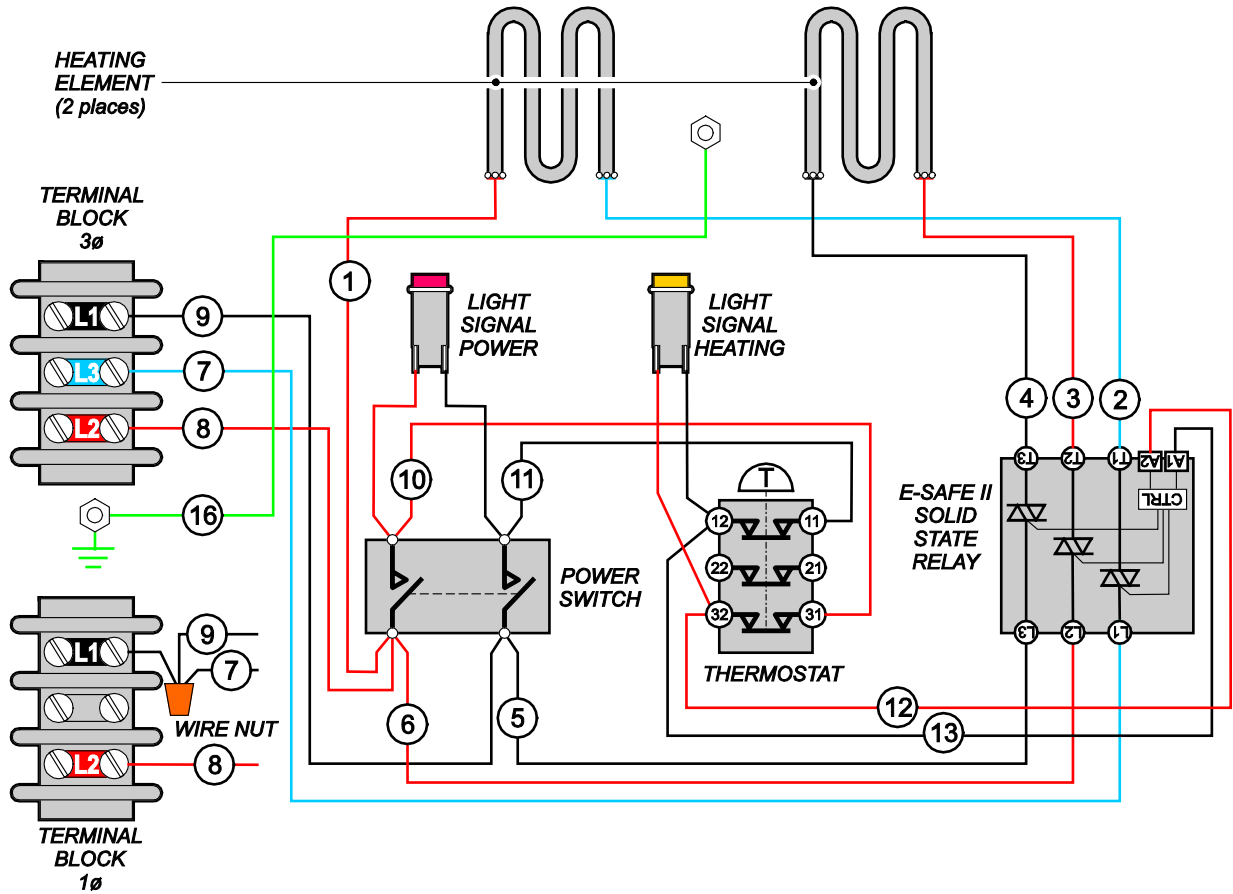 HEATING
ELEMENT
(2 places)
TERMINAL
BLOCK
3ø
L1
9
L3
7
L2
8
16
1
LIGHT
SIGNAL
POWER
LIGHT
SIGNAL
HEATING
10
11
T
12
11
22
21
32
31
THERMOSTAT
POWER
SWITCH
4
3
2
T3
T2
T1
A2
A1
CTRL
E-SAFE II
SOLID
STATE
RELAY
L3
L2
L1
12
13
6
5
L1
9
7
WIRE NUT
L2
8
TERMINAL
BLOCK
1ø